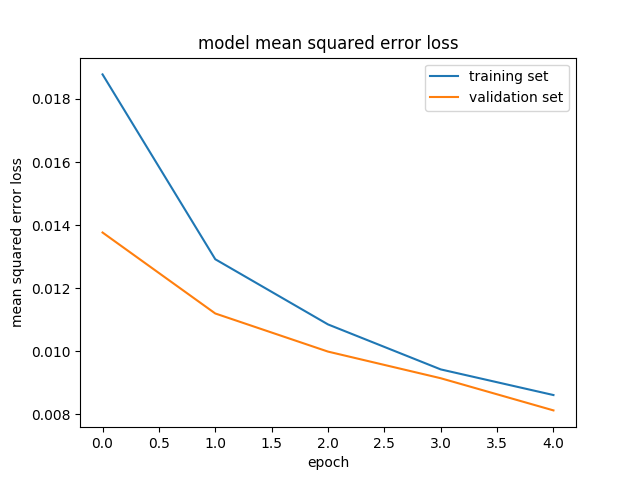 model mean squared error loss
training set
validation set
mean squared error loss
0.018
0.016
0.014
0.012
0.010
0.008
0.0 0.5 1.0 1.5 2.0 2.5 3.0 3.5 4.0
epoch